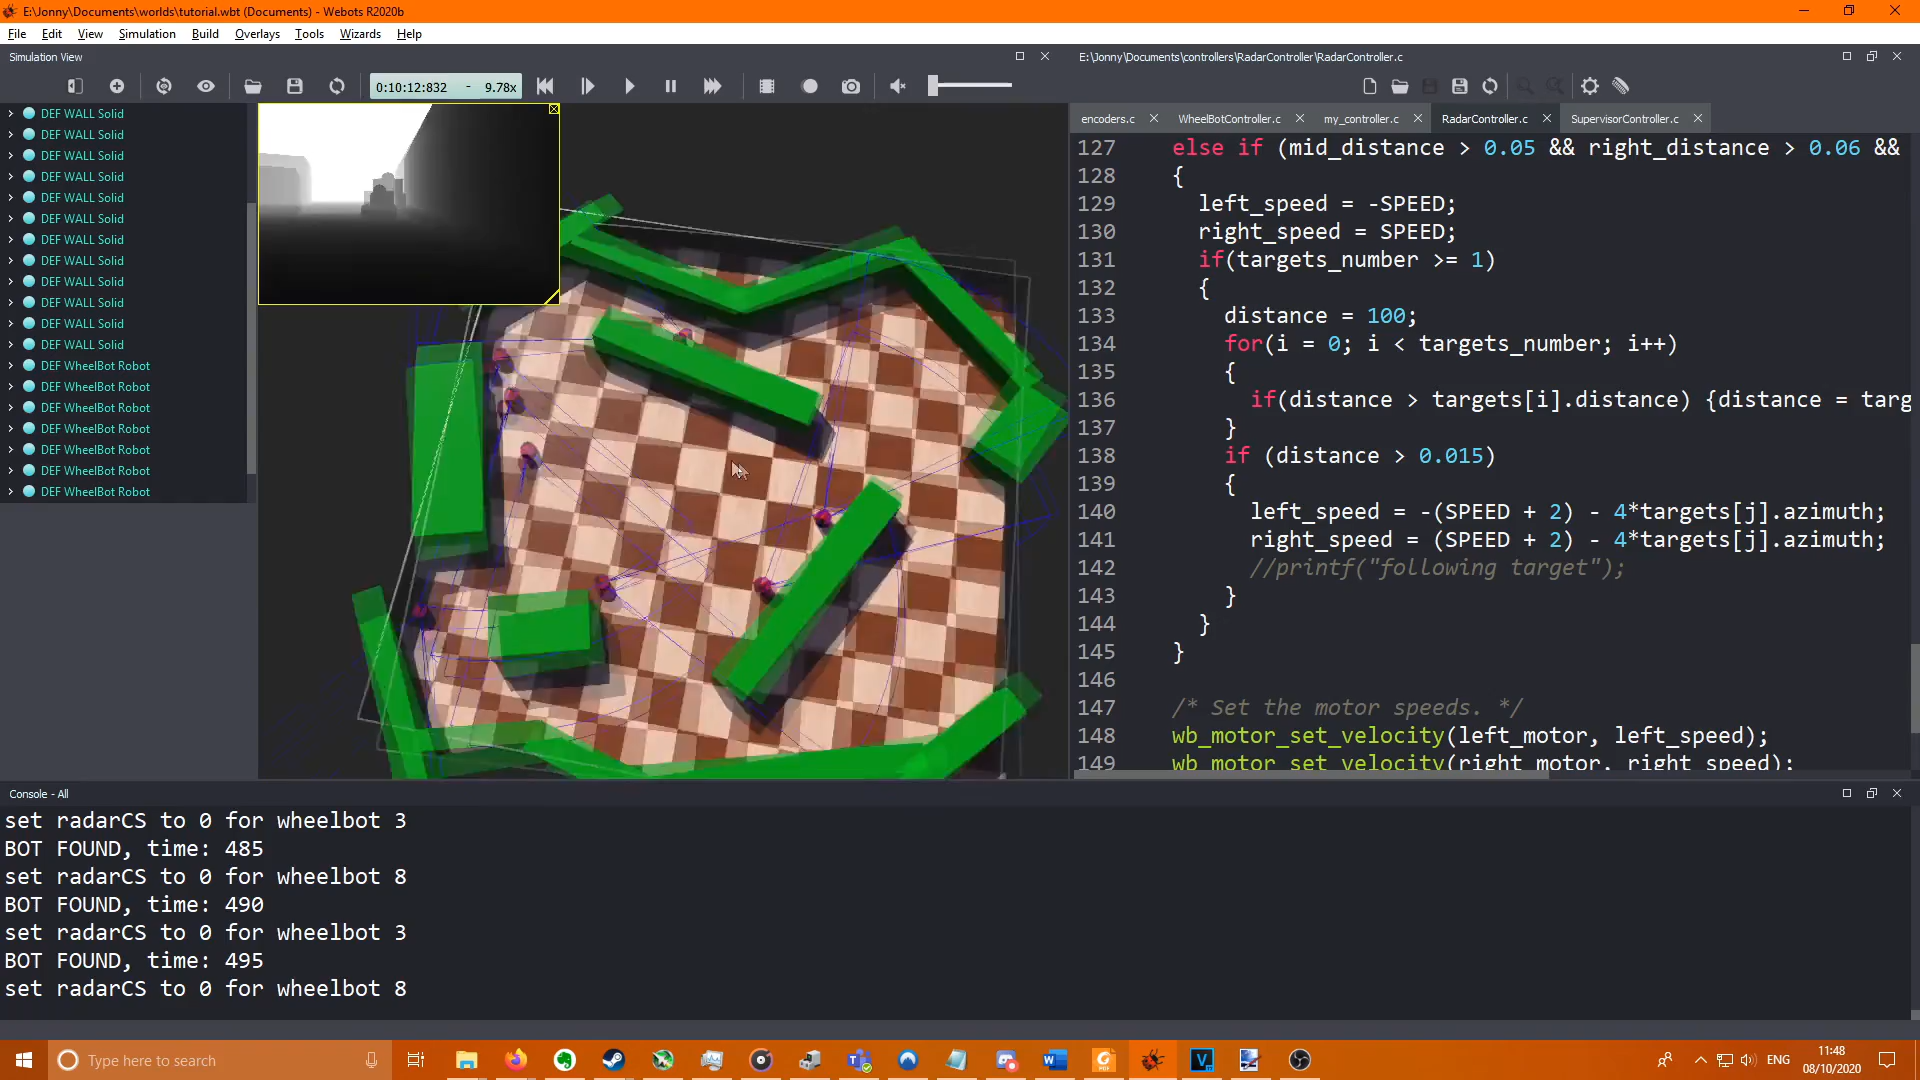 E:\Jonny\Documents\worlds\tutorial.wbt (Documents) - Webots R2020b
File Edit View Simulation Build Overlays Tools Wizards Help
Simulation View
0:10:12:832 - 9.78x
DEF WALL Solid
DEF WALL Solid
DEF WALL Solid
DEF WALL Solid
DEF WALL Solid
DEF WALL Solid
DEF WALL Solid
DEF WALL Solid
DEF WALL Solid
DEF WALL Solid
DEF WALL Solid
DEF WALL Solid
DEF WheelBot Robot
DEF WheelBot Robot
DEF WheelBot Robot
DEF WheelBot Robot
DEF WheelBot Robot
DEF WheelBot Robot
DEF WheelBot Robot
E:\Jonny\Documents\controllers\RadarController\RadarController.c
encoders.c WheelBotController.c my_controller.c RadarController.c SupervisorController.c
127 else if (mid_distance > 0.05 && right_distance > 0.06 &&
128 {
129 left_speed = -SPEED;
130 right_speed = SPEED;
131 if(targets_number >= 1)
132 {
133 distance = 100;
134 for(i = 0; i < targets_number; i++)
135 {
136 if(distance > targets[i].distance) {distance = targ
137 }
138 if (distance > 0.015)
139 {
140 left_speed = -(SPEED + 2) - 4*targets[j].azimuth;
141 right_speed = (SPEED + 2) - 4*targets[j].azimuth;
142 //printf("following target");
143 }
144 }
145 }
146
147 /* Set the motor speeds. */
148 wb_motor_set_velocity(left_motor, left_speed);
149 wb_motor_set_velocity(right_motor, right_speed);
Console - All
set radarCS to 0 for wheelbot 3
BOT FOUND, time: 485
set radarCS to 0 for wheelbot 8
BOT FOUND, time: 490
set radarCS to 0 for wheelbot 3
BOT FOUND, time: 495
set radarCS to 0 for wheelbot 8
Type here to search
ENG
11:48
08/10/2020